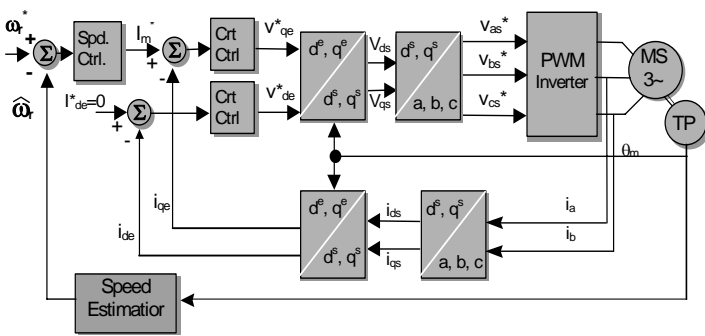 ωr*
+
-
Σ
Spd.
Ctrl.
Im*
+
-
Σ
Crt
Ctrl
v*qe
de, qe
ds, qs
Vds
Vqs
ds, qs
a, b, c
vas*
vbs*
vcs*
PWM
Inverter
MS
3~
TP
ω̂r
I*de=0
+
-
Σ
Crt
Ctrl
v*de
θm
iqe
ide
de, qe
ds, qs
ids
iqs
ds, qs
a, b, c
ia
ib
Speed
Estimatior